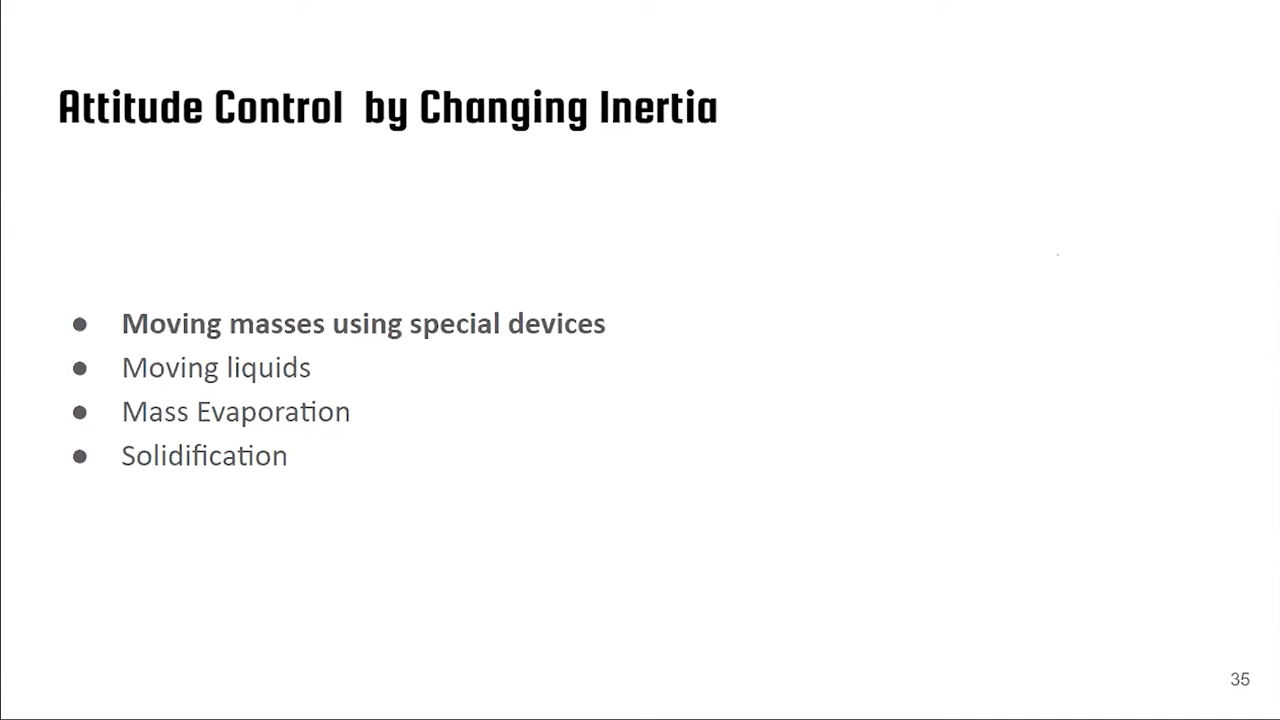 Attitude Control by Changing Inertia
● Moving masses using special devices
● Moving liquids
● Mass Evaporation
● Solidification
35